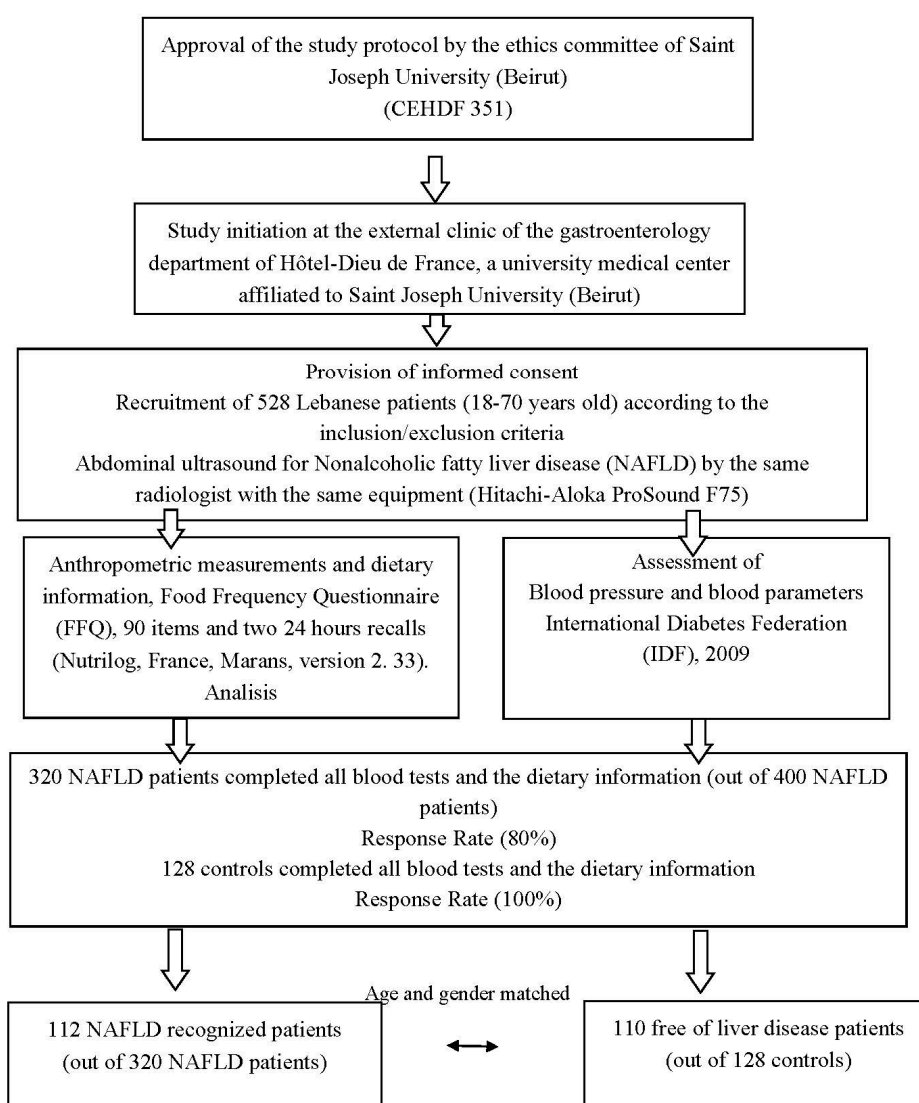 Approval of the study protocol by the ethics committee of Saint
Joseph University (Beirut)
(CEHDF 351)
Study initiation at the external clinic of the gastroenterology
department of Hôtel-Dieu de France, a university medical center
affiliated to Saint Joseph University (Beirut)
Provision of informed consent
Recruitment of 528 Lebanese patients (18-70 years old) according to the
inclusion/exclusion criteria
Abdominal ultrasound for Nonalcoholic fatty liver disease (NAFLD) by the same
radiologist with the same equipment (Hitachi-Aloka ProSound F75)
Anthropometric measurements and dietary
information, Food Frequency Questionnaire
(FFQ), 90 items and two 24 hours recalls
(Nutrilog, France, Marans, version 2. 33).
Analisis
Assessment of
Blood pressure and blood parameters
International Diabetes Federation
(IDF), 2009
320 NAFLD patients completed all blood tests and the dietary information (out of 400 NAFLD
patients)
Response Rate (80%)
128 controls completed all blood tests and the dietary information
Response Rate (100%)
Age and gender matched
112 NAFLD recognized patients
(out of 320 NAFLD patients)
110 free of liver disease patients
(out of 128 controls)